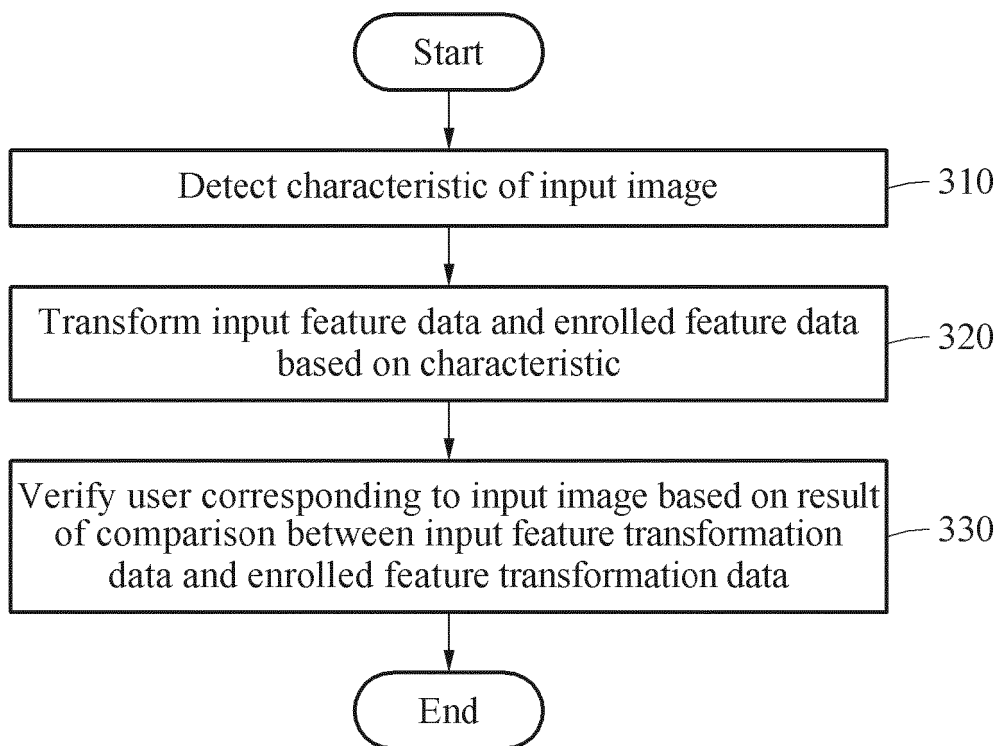 Start
Detect characteristic of input image
310
Transform input feature data and enrolled feature data
based on characteristic
320
Verify user corresponding to input image based on result
of comparison between input feature transformation
data and enrolled feature transformation data
330
End